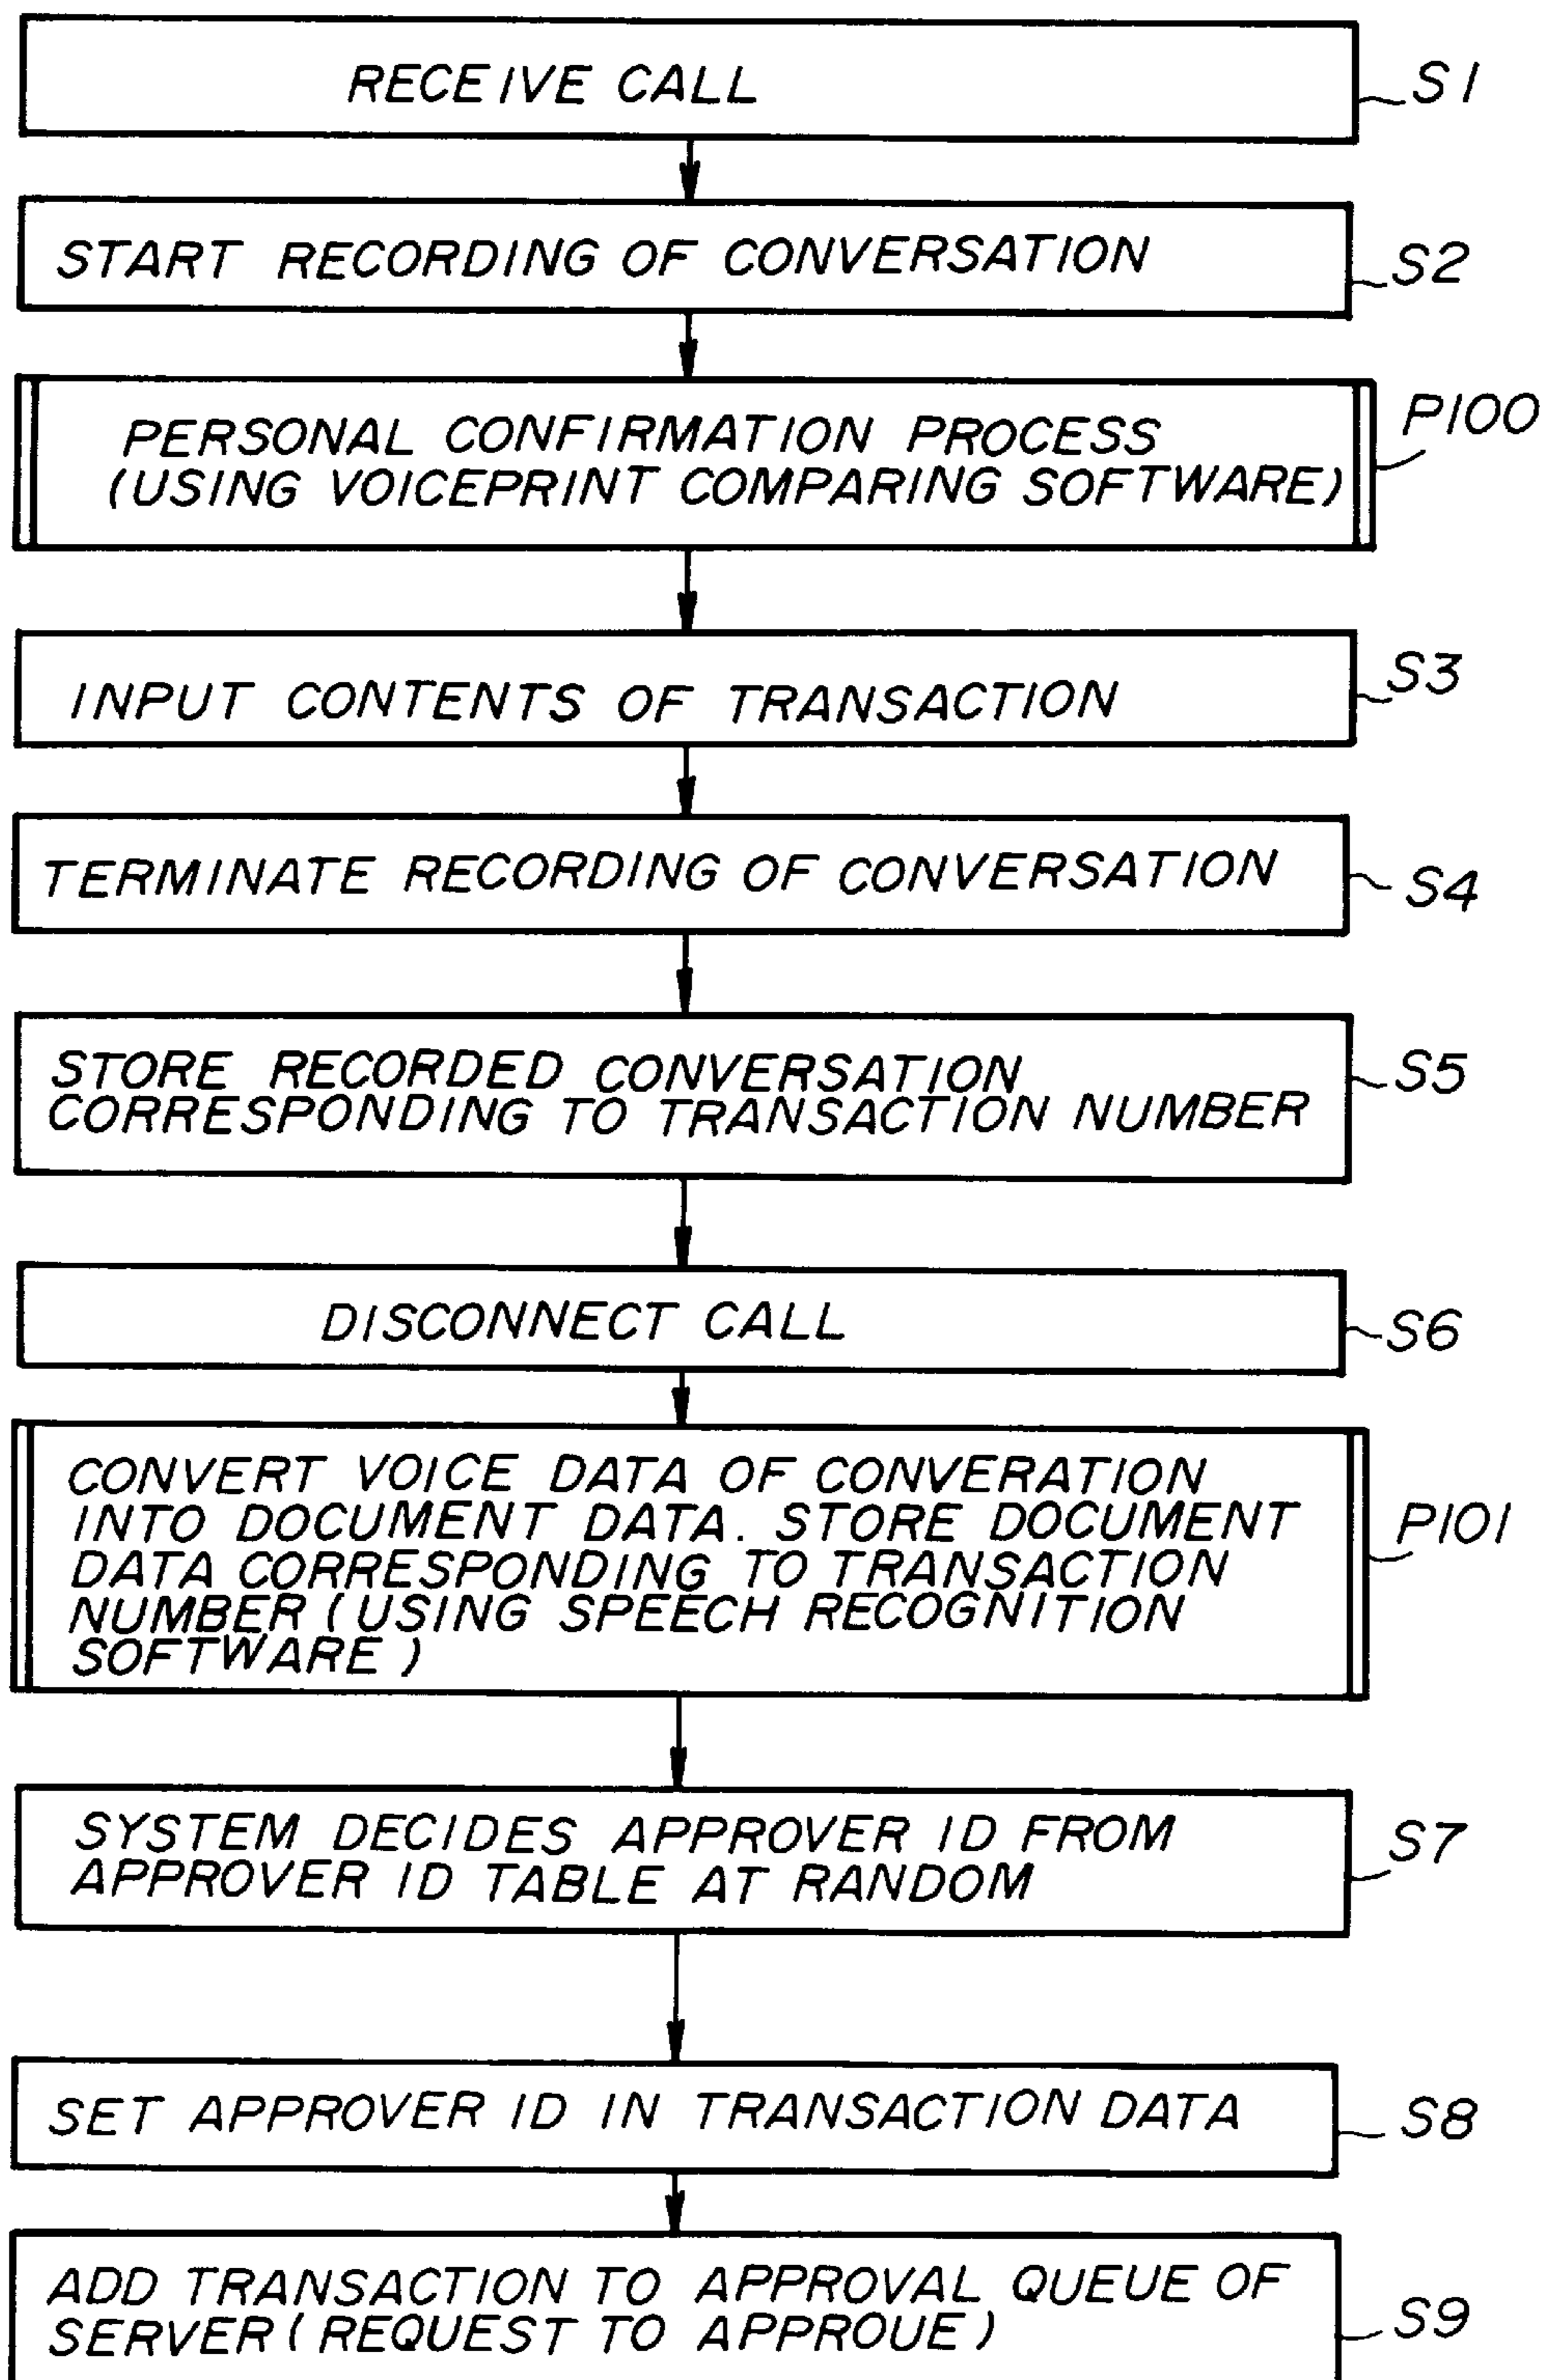 RECEIVE CALL
S1
START RECORDING OF CONVERSATION
S2
PERSONAL CONFIRMATION PROCESS
(USING VOICEPRINT COMPARING SOFTWARE)
P100
INPUT CONTENTS OF TRANSACTION
S3
TERMINATE RECORDING OF CONVERSATION
S4
STORE RECORDED CONVERSATION
CORRESPONDING TO TRANSACTION NUMBER
S5
DISCONNECT CALL
S6
CONVERT VOICE DATA OF CONVERATION
INTO DOCUMENT DATA. STORE DOCUMENT
DATA CORRESPONDING TO TRANSACTION
NUMBER (USING SPEECH RECOGNITION
SOFTWARE)
P101
SYSTEM DECIDES APPROVER ID FROM
APPROVER ID TABLE AT RANDOM
S7
SET APPROVER ID IN TRANSACTION DATA
S8
ADD TRANSACTION TO APPROVAL QUEUE OF
SERVER (REQUEST TO APPROUE)
S9